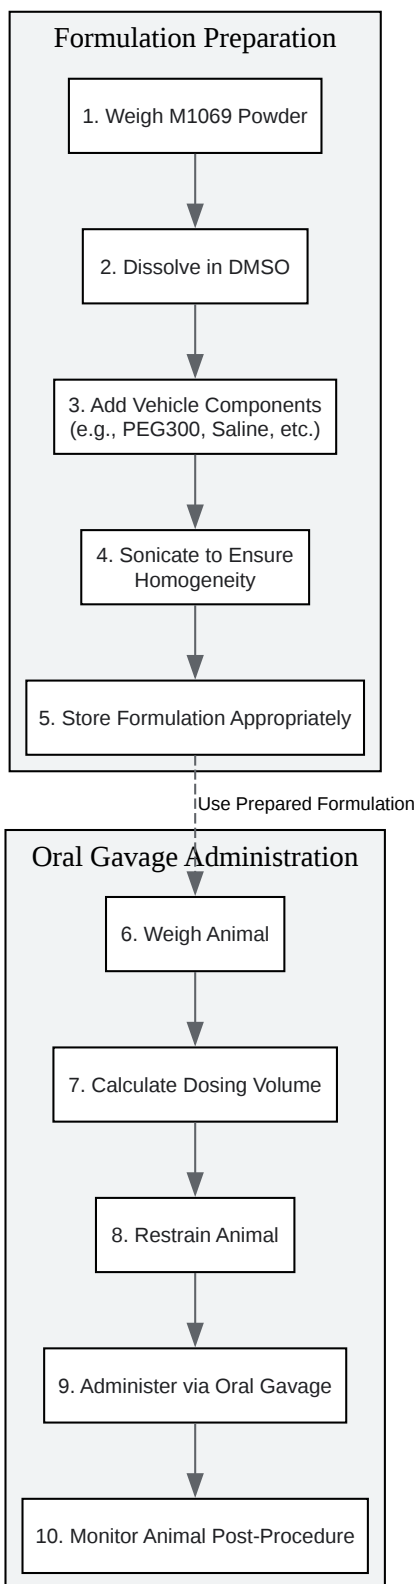 Formulation Preparation
1. Weigh M1069 Powder
2. Dissolve in DMSO
3. Add Vehicle Components
(e.g., PEG300, Saline, etc.)
4. Sonicate to Ensure
Homogeneity
5. Store Formulation Appropriately
Use Prepared Formulation
Oral Gavage Administration
6. Weigh Animal
7. Calculate Dosing Volume
8. Restrain Animal
9. Administer via Oral Gavage
10. Monitor Animal Post-Procedure